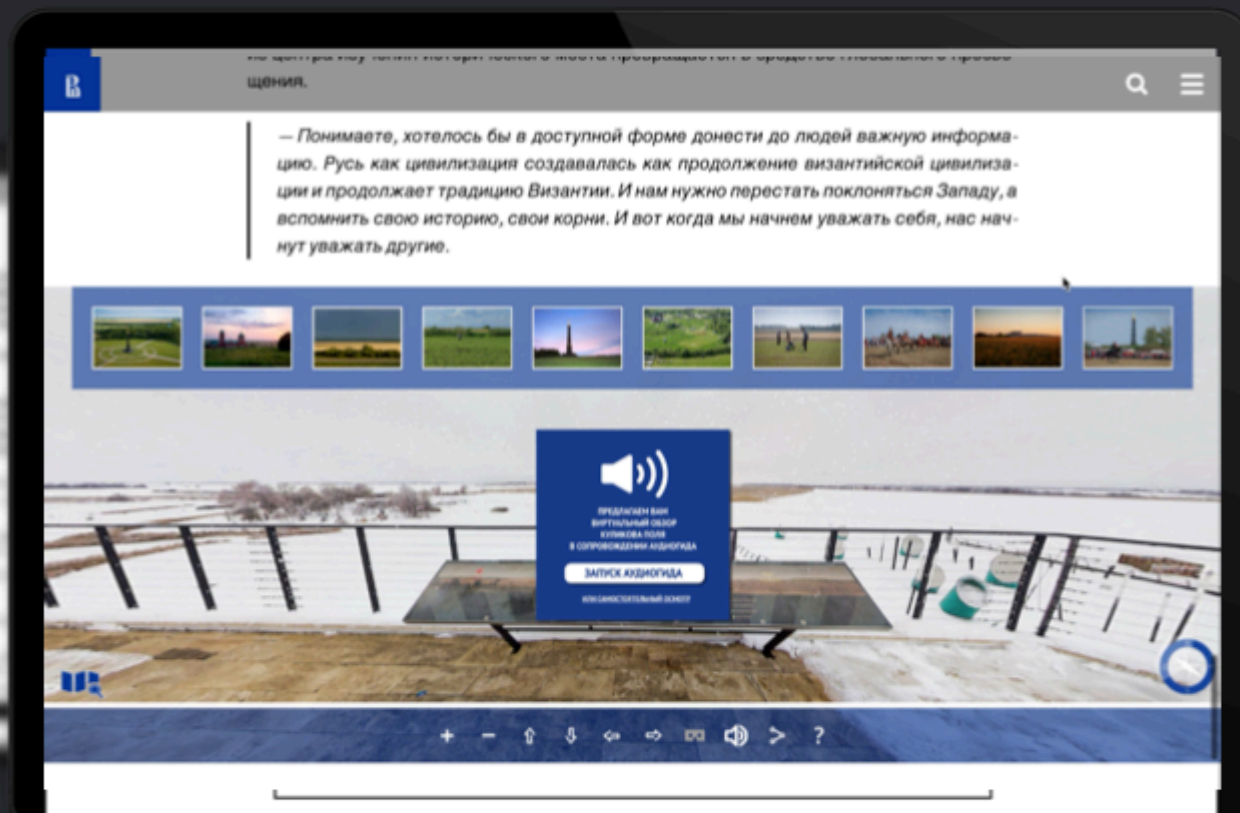 щения.
— Понимаете, хотелось бы в доступной форме донести до людей важную информа-
цию. Русь как цивилизация создавалась как продолжение византийской цивилиза-
ции и продолжает традицию Византии. И нам нужно перестать поклоняться Западу, а
вспомнить свою историю, свои корни. И вот когда мы начнем уважать себя, нас нач-
нут уважать другие.
ПРЕДЛАГАЕМ ВАМ
ВИРТУАЛЬНЫЙ ОБЗОР
КУЛИКОВА ПОЛЯ
В СОПРОВОЖДЕНИИ АУДИОГИДА
ЗАПУСК АУДИОГИДА
ИЛИ САМОСТОЯТЕЛЬНЫЙ ОСМОТР